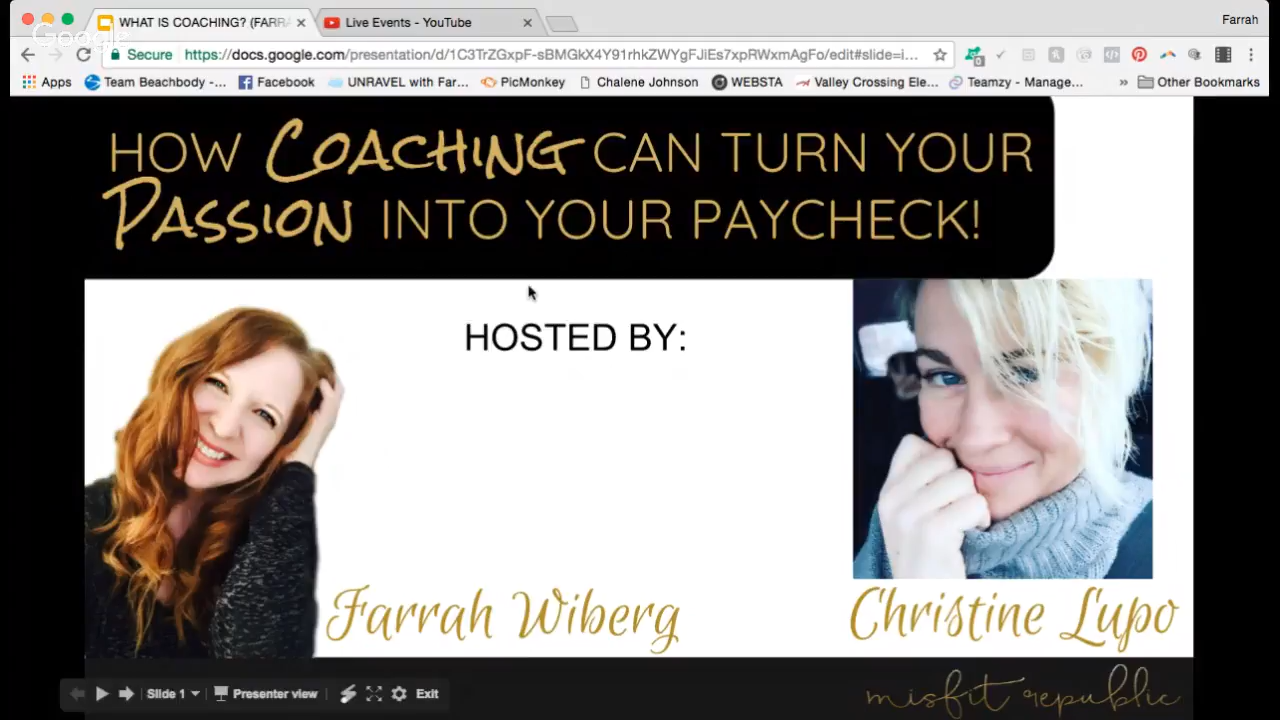 WHAT IS COACHING? (FARRA
Live Events - YouTube
Farrah
Google
Secure
https://docs.google.com/presentation/d/1C3TrZGxpF-sBMGkX4Y91rhkZWYgFJiEs7xpRWxmAgFo/edit#slide=i...
Apps
Team Beachbody -...
Facebook
UNRAVEL with Far...
PicMonkey
Chalene Johnson
WEBSTA
Valley Crossing Ele...
Teamzy - Manage...
»
Other Bookmarks
HOW COACHING CAN TURN YOUR
PASSION INTO YOUR PAYCHECK!
HOSTED BY:
Farrah Wiberg
Christine Lupo
Slide 1
Presenter view
Exit
misfit republic